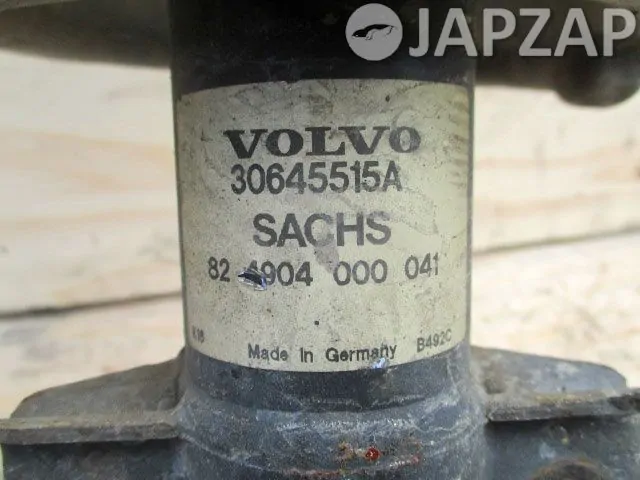 JAPZAP
VOLVO
30645515A
SACHS
82 4904 000 041
Made in Germany B492C